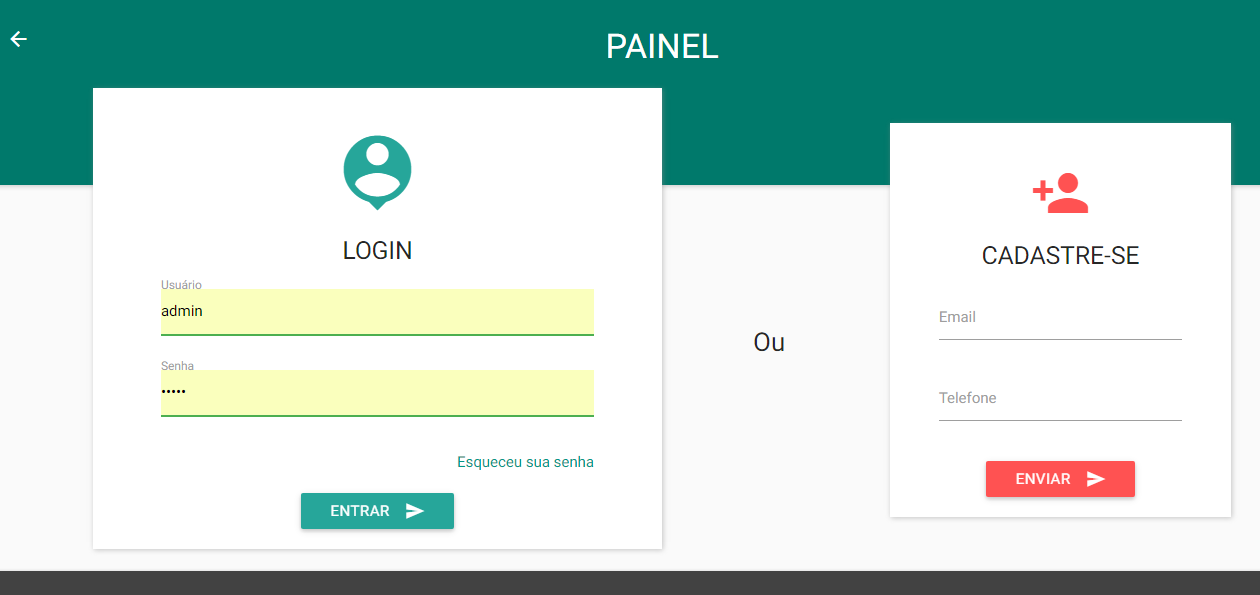 PAINEL
LOGIN
Usuário
admin
Senha
•••••
Esqueceu sua senha
ENTRAR
Ou
CADASTRE-SE
Email
Telefone
ENVIAR